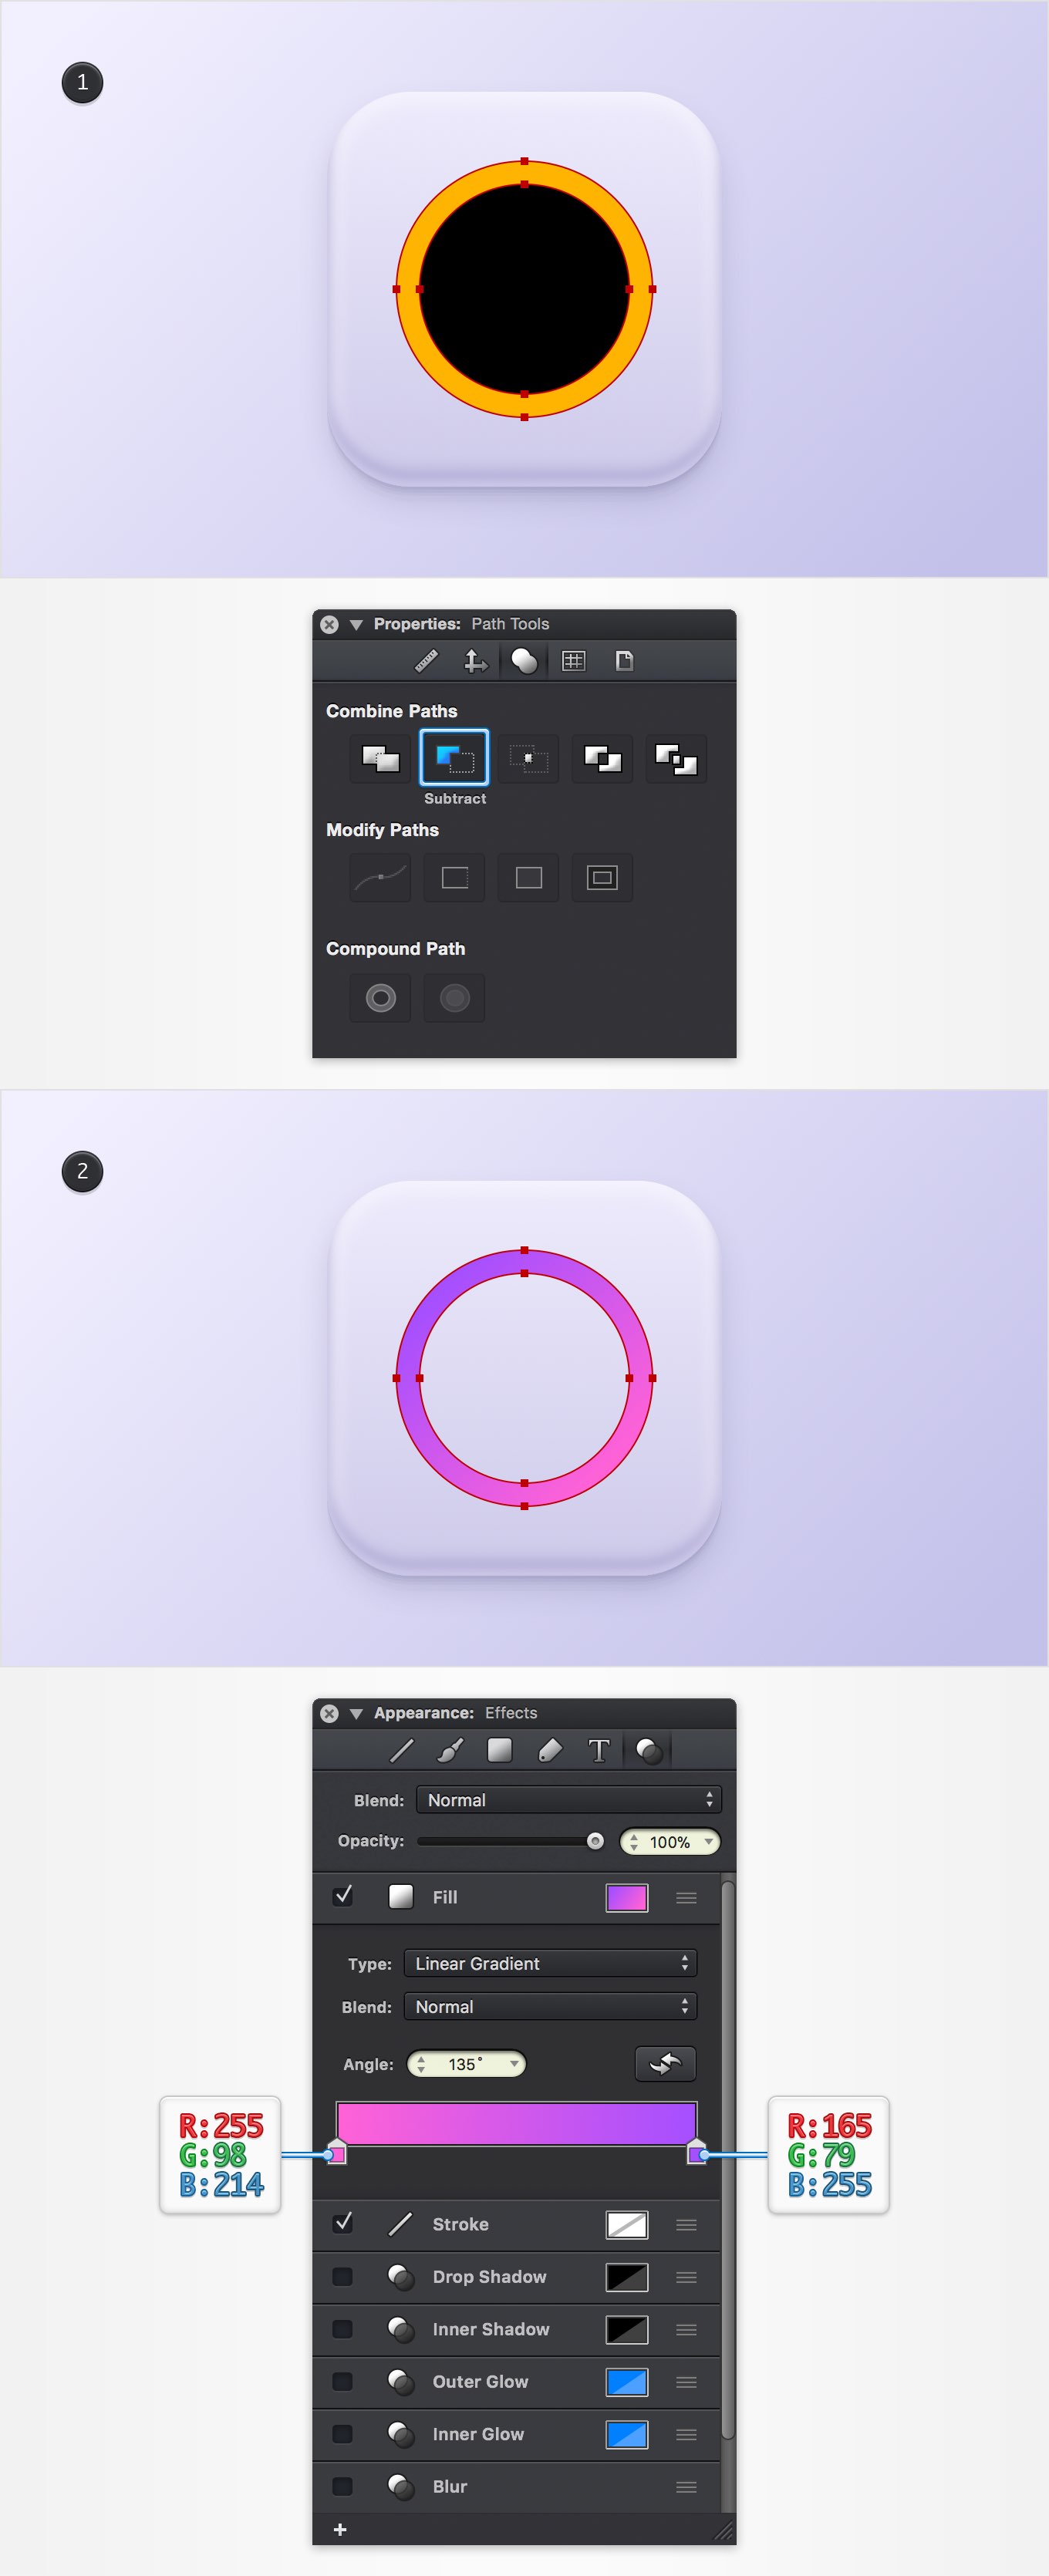 1
Properties: Path Tools
Combine Paths
Subtract
Modify Paths
Compound Path
2
Appearance: Effects
T
Blend: Normal
Opacity: 100%
Fill
Type: Linear Gradient
Blend: Normal
Angle: 135°
R:255
G:98
B:214
R:165
G:79
B:255
Stroke
Drop Shadow
Inner Shadow
Outer Glow
Inner Glow
Blur
+